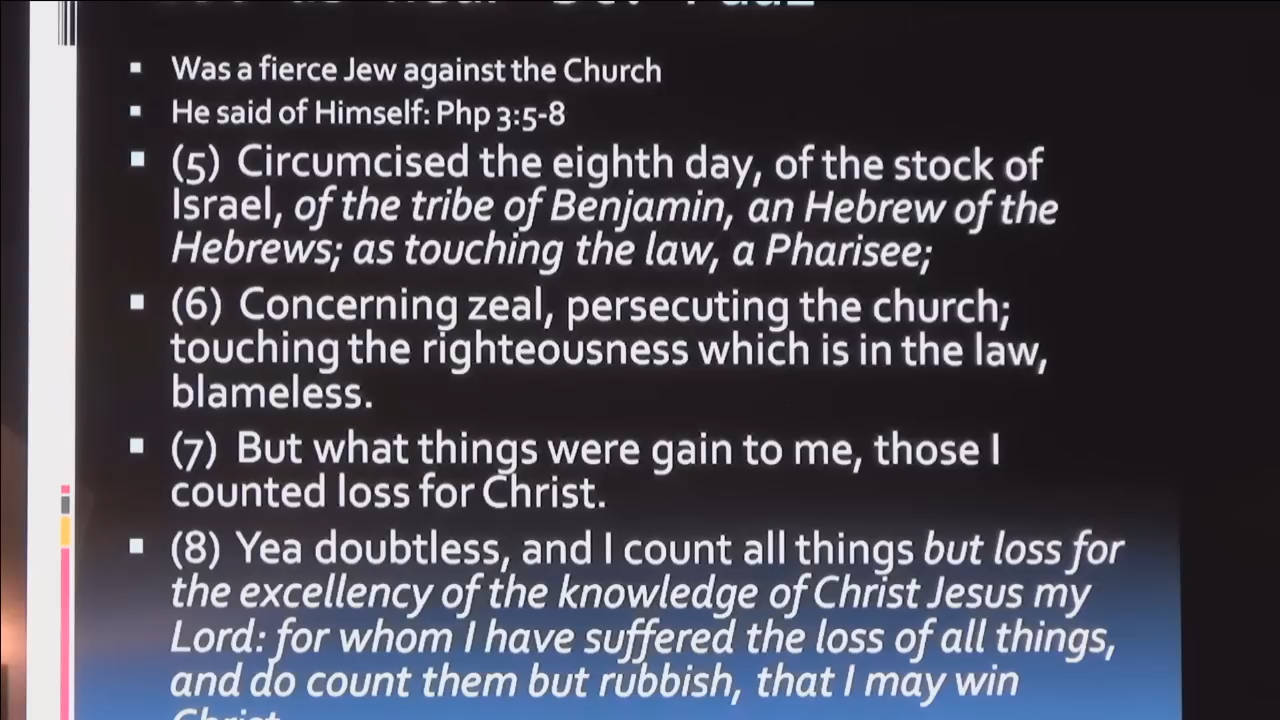 ▪ Was a fierce Jew against the Church
▪ He said of Himself: Php 3:5-8
▪ (5) Circumcised the eighth day, of the stock of
Israel, of the tribe of Benjamin, an Hebrew of the
Hebrews; as touching the law, a Pharisee;
▪ (6) Concerning zeal, persecuting the church;
touching the righteousness which is in the law,
blameless.
▪ (7) But what things were gain to me, those I
counted loss for Christ.
▪ (8) Yea doubtless, and I count all things but loss for
the excellency of the knowledge of Christ Jesus my
Lord: for whom I have suffered the loss of all things,
and do count them but rubbish, that I may win
Christ